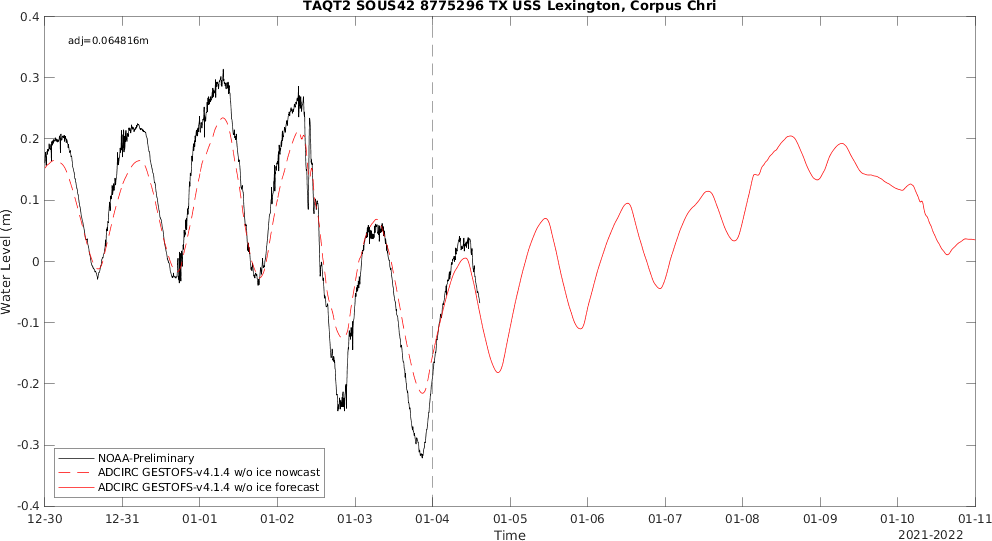 TAQT2 SOUS42 8775296 TX USS Lexington, Corpus Chri
adj=0.064816m
0.4
0.3
0.2
0.1
0
-0.1
-0.2
-0.3
-0.4
Water Level (m)
NOAA-Preliminary
ADCIRC GESTOFS-v4.1.4 w/o ice nowcast
ADCIRC GESTOFS-v4.1.4 w/o ice forecast
12-30 12-31 01-01 01-02 01-03 01-04 01-05 01-06 01-07 01-08 01-09 01-10 01-11
Time
2021-2022